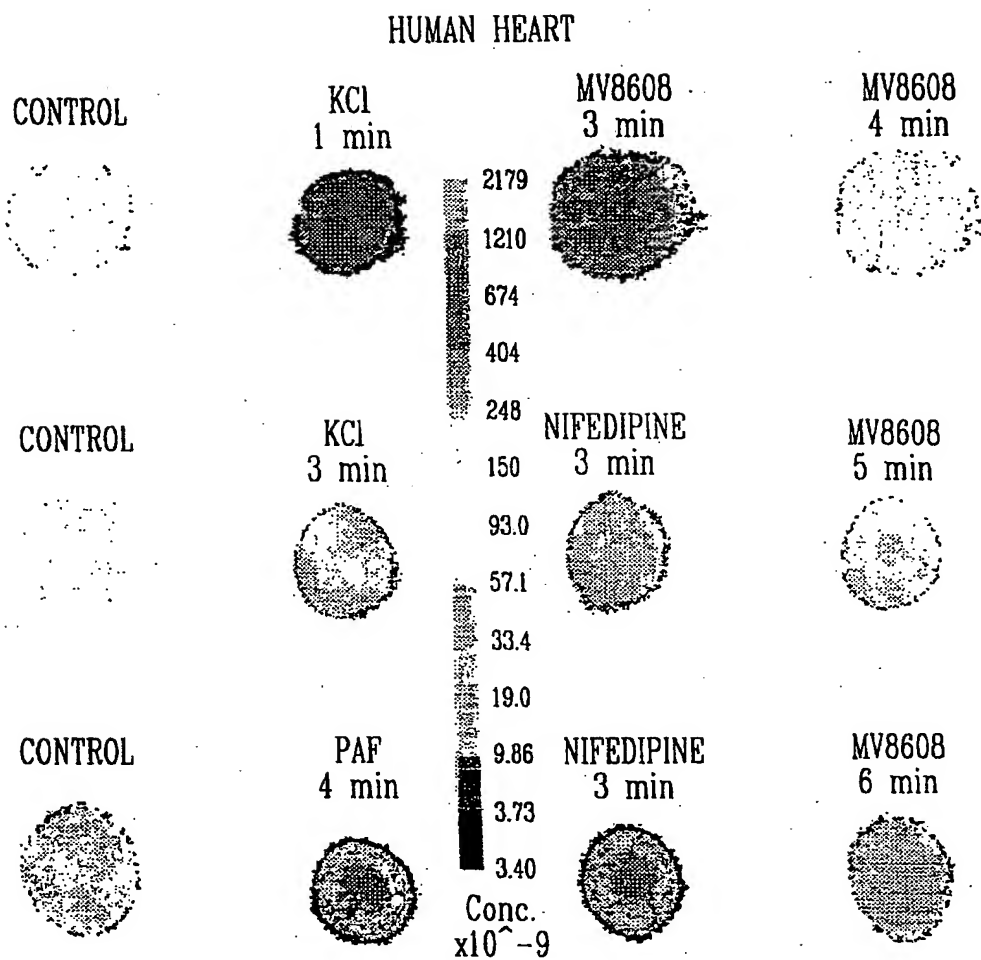 HUMAN HEART
CONTROL
KCl
1 min
MV8608
3 min
MV8608
4 min
2179
1210
674
404
248
150
93.0
57.1
33.4
19.0
9.86
3.73
3.40
Conc.
x10^-9
CONTROL
KCl
3 min
NIFEDIPINE
3 min
MV8608
5 min
CONTROL
PAF
4 min
NIFEDIPINE
3 min
MV8608
6 min